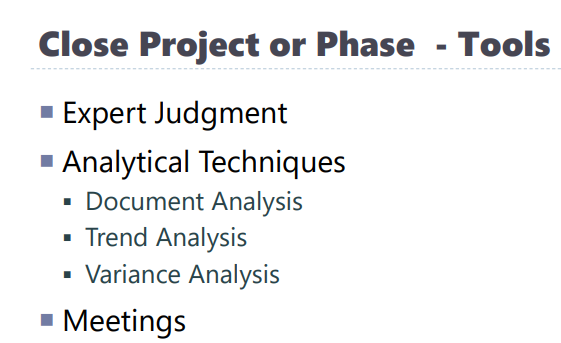 Close Project or Phase - Tools
Expert Judgment
Analytical Techniques
Document Analysis
Trend Analysis
Variance Analysis
Meetings